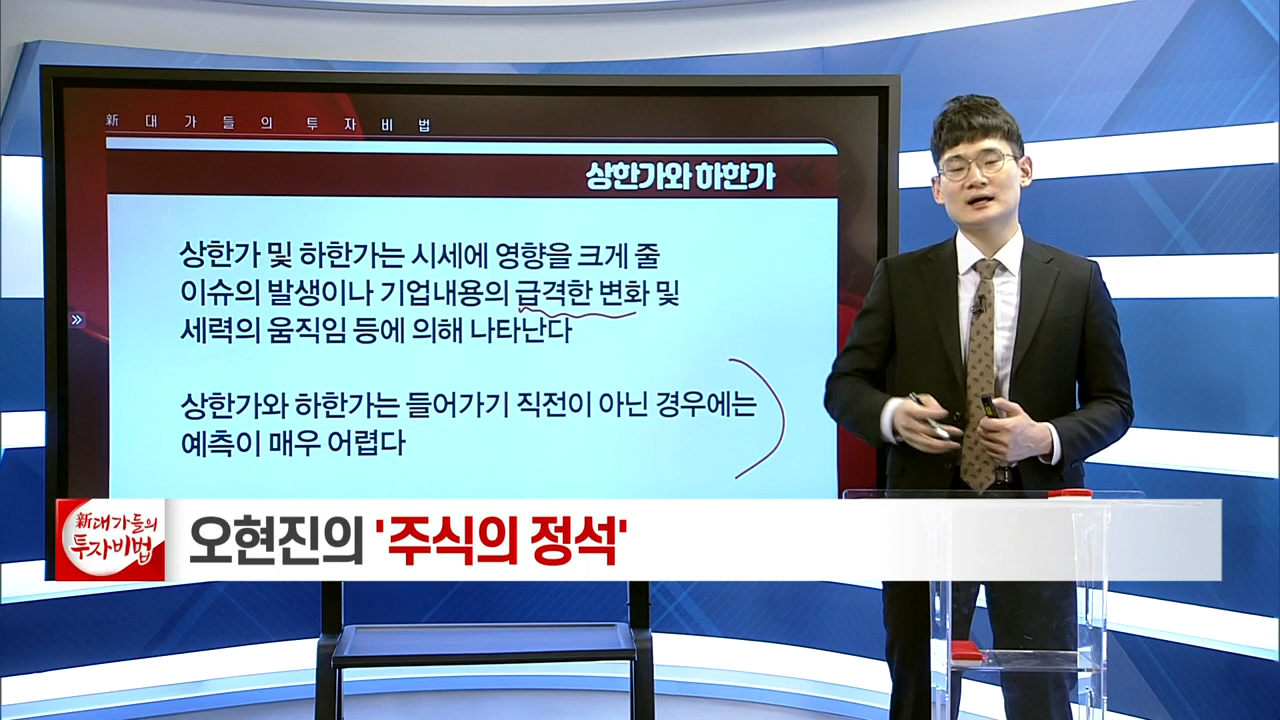 新 대가들의 투자비법
상한가와 하한가
상한가 및 하한가는 시세에 영향을 크게 줄
이슈의 발생이나 기업내용의 급격한 변화 및
세력의 움직임 등에 의해 나타난다
상한가와 하한가는 들어가기 직전이 아닌 경우에는
예측이 매우 어렵다
新대가들의
투자비법
오현진의 '주식의 정석'